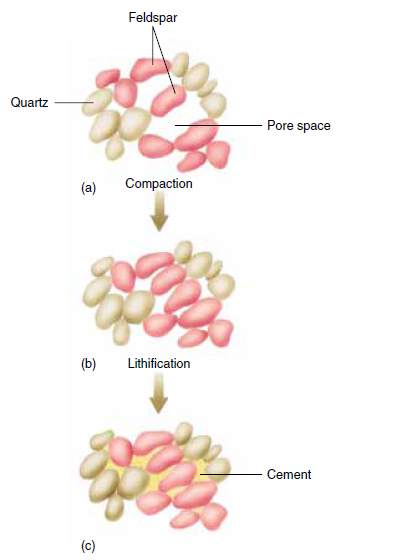 Feldspar
Quartz
Pore space
(a)
Compaction
(b)
Lithification
Cement
(c)